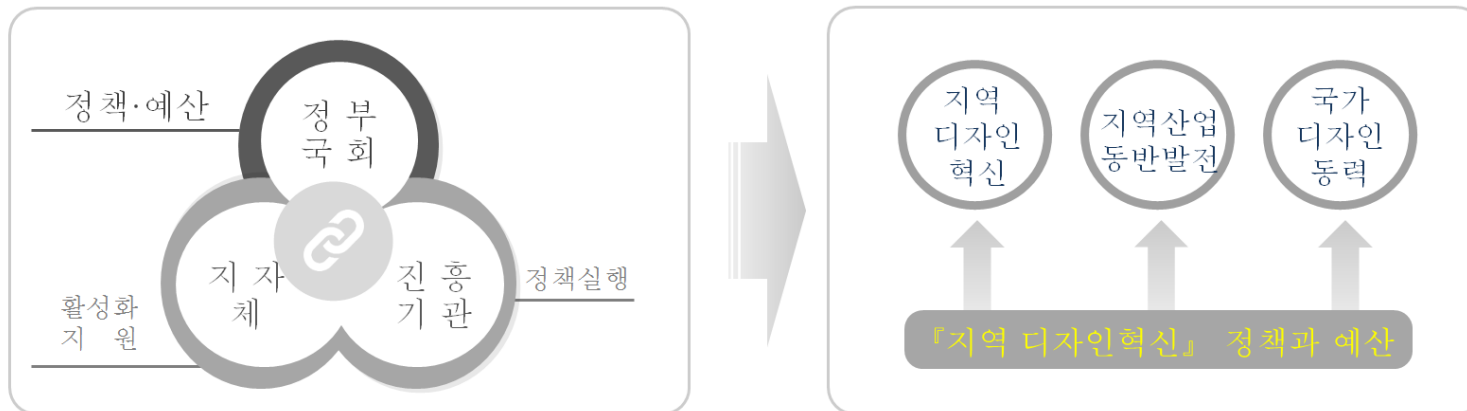 정책·예산
정 부
국 회
지 자
체
진 흥
기 관
정책실행
활성화
지 원
지역
디자인
혁신
지역산업
동반발전
국가
디자인
동력
『지역 디자인혁신』 정책과 예산